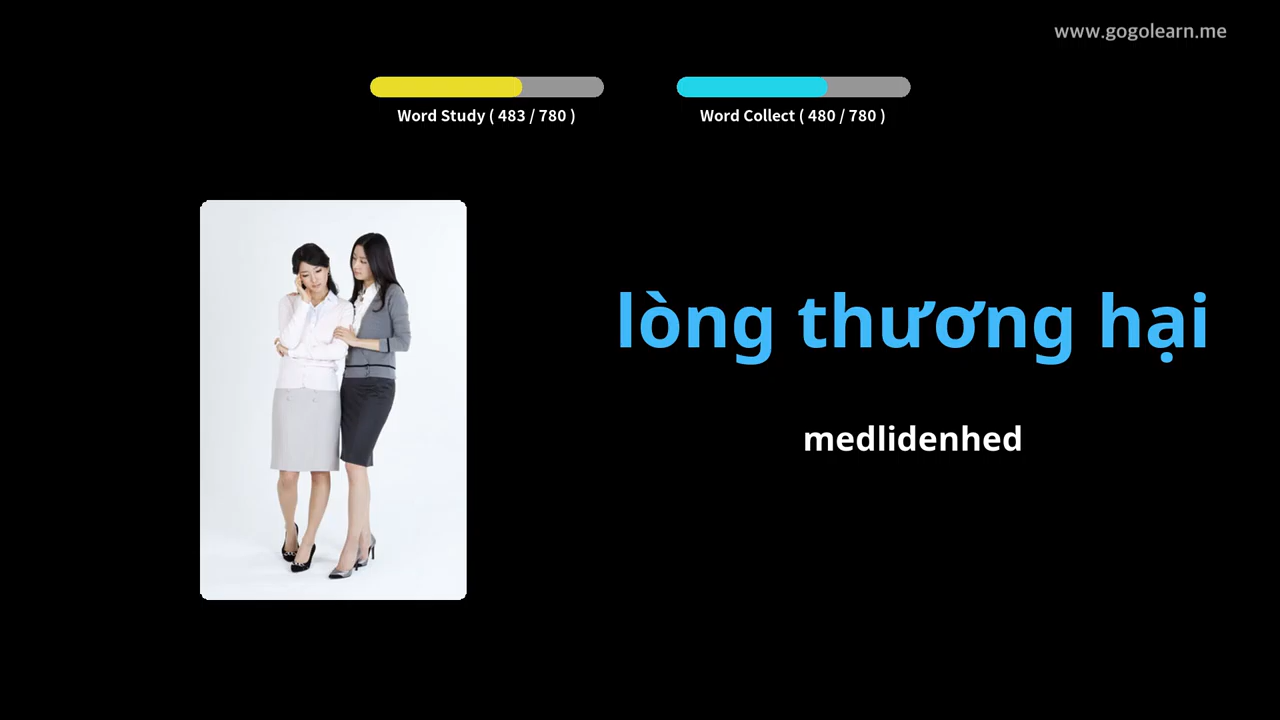 www.gogolearn.me
Word Study ( 483 / 780 )
Word Collect ( 480 / 780 )
lòng thương hại
medlidenhed